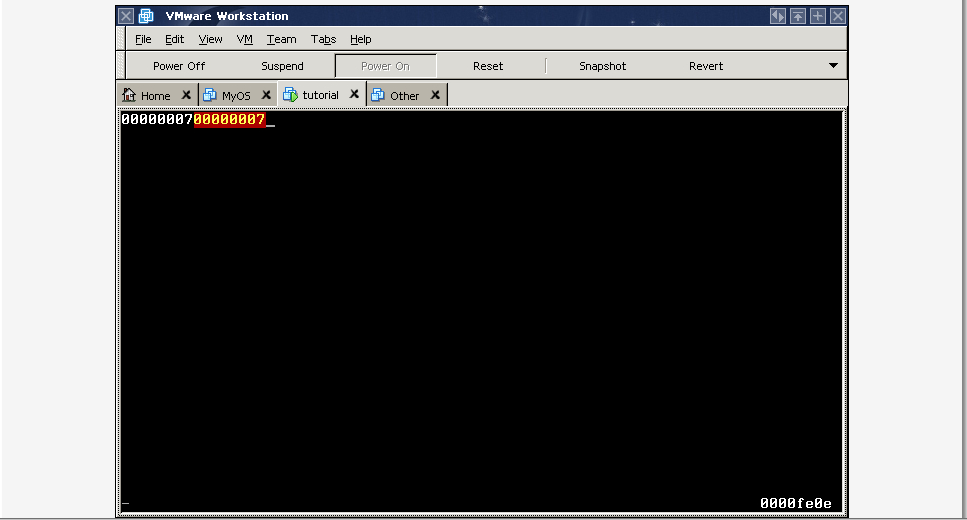 VMware Workstation
File Edit View VM Team Tabs Help
Power Off Suspend Power On Reset Snapshot Revert
Home MyOS tutorial Other
0000000700000007_
0000fe0e